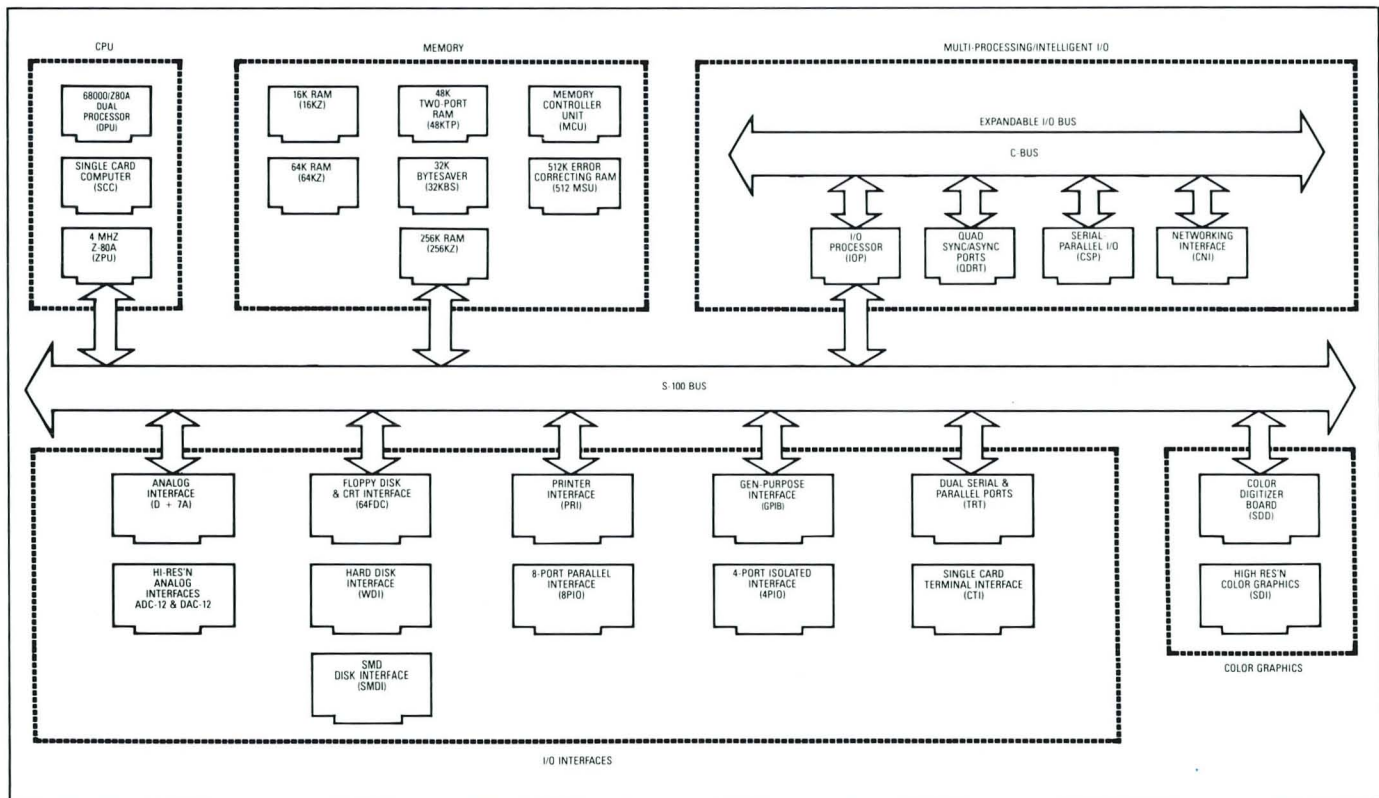 CPU
68000/Z80A
DUAL
PROCESSOR
(DPU)
SINGLE CARD
COMPUTER
(SCC)
4 MHZ
Z-80A
(ZPU)
MEMORY
16K RAM
(16KZ)
48K
TWO-PORT
RAM
(48KTP)
MEMORY
CONTROLLER
UNIT
(MCU)
64K RAM
(64KZ)
32K
BYTESAVER
(32KBS)
512K ERROR
CORRECTING RAM
(512 MSU)
256K RAM
(256KZ)
MULTI-PROCESSING/INTELLIGENT I/O
EXPANDABLE I/O BUS
C-BUS
I/O
PROCESSOR
(IOP)
QUAD
SYNC/ASYNC
PORTS
(QDRT)
SERIAL-
PARALLEL I/O
(CSP)
NETWORKING
INTERFACE
(CNI)
S-100 BUS
ANALOG
INTERFACE
(D + 7A)
FLOPPY DISK
& CRT INTERFACE
(64FDC)
PRINTER
INTERFACE
(PRI)
GEN-PURPOSE
INTERFACE
(GPIB)
DUAL SERIAL &
PARALLEL PORTS
(TRT)
HI-RES'N
ANALOG
INTERFACES
ADC-12 & DAC-12
HARD DISK
INTERFACE
(WDI)
8-PORT PARALLEL
INTERFACE
(8PIO)
4-PORT ISOLATED
INTERFACE
(4PIO)
SINGLE CARD
TERMINAL INTERFACE
(CTI)
SMD
DISK INTERFACE
(SMDI)
I/O INTERFACES
COLOR
DIGITIZER
BOARD
(SDD)
HIGH RES'N
COLOR GRAPHICS
(SDI)
COLOR GRAPHICS